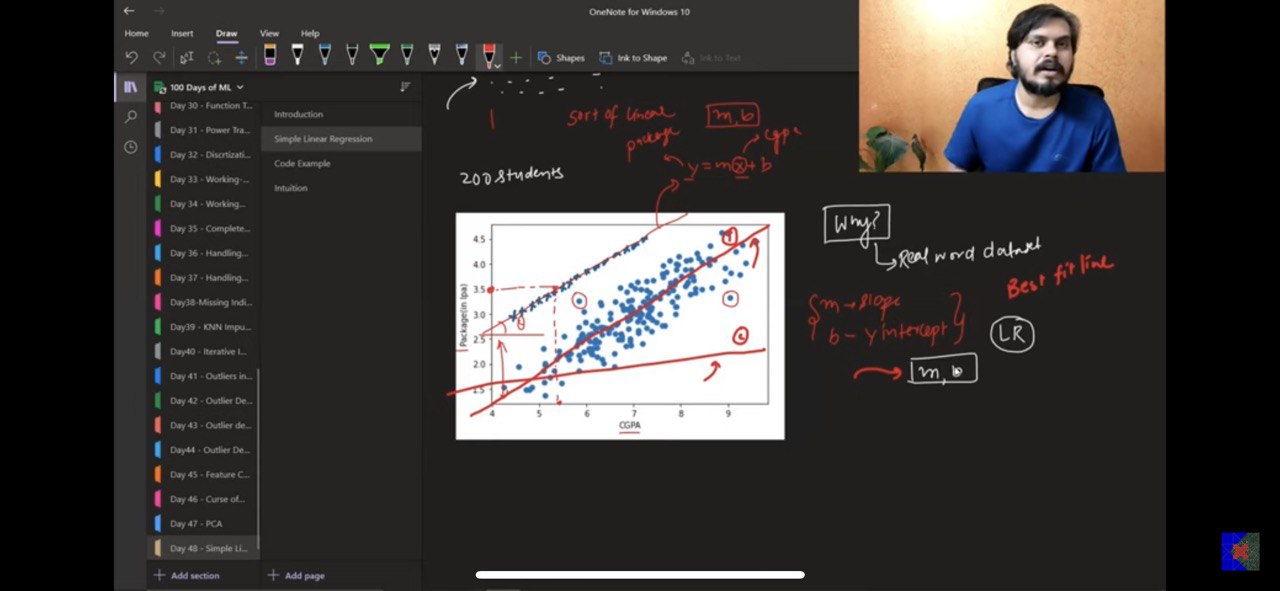 OneNote for Windows 10
Home Insert Draw View Help
Shapes Ink to Shape Ink to Text
100 Days of ML
Day 30 - Function T...
Day 31 - Power Tra...
Day 32 - Discrtizati...
Day 33 - Working-...
Day 34 - Working...
Day 35 - Complete...
Day 36 - Handling...
Day 37 - Handling...
Day38-Missing Indi...
Day39 - KNN Impu...
Day40 - Iterative I...
Day 41 - Outliers in...
Day 42 - Outlier De...
Day 43 - Outlier de...
Day44 - Outlier De...
Day 45 - Feature C...
Day 46 - Curse of...
Day 47 - PCA
Day 48 - Simple Li...
Add section
Introduction
Simple Linear Regression
Code Example
Intuition
Add page
sort of linear
m, b
package
cgpa
y = mx + b
200 students
4.5
4.0
3.5
3.0
2.5
2.0
1.5
Package(in lpa)
θ
4 5 6 7 8 9
CGPA
Why?
Real word dataset
Best fit line
m → slope
b - y intercept
LR
m, b